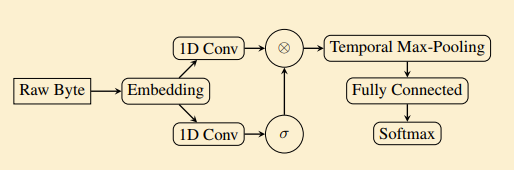 1D Conv
⊗
Temporal Max-Pooling
Raw Byte
Embedding
Fully Connected
1D Conv
σ
Softmax